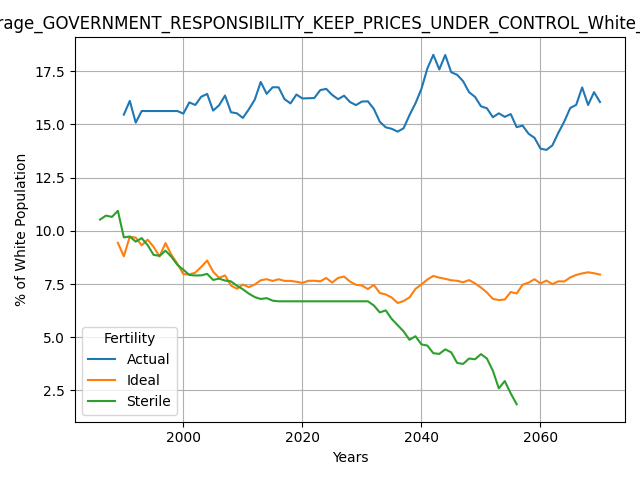 rage_GOVERNMENT_RESPONSIBILITY_KEEP_PRICES_UNDER_CONTROL_White_
% of White Population
17.5
15.0
12.5
10.0
7.5
5.0
2.5
Fertility
Actual
Ideal
Sterile
2000
2020
2040
2060
Years